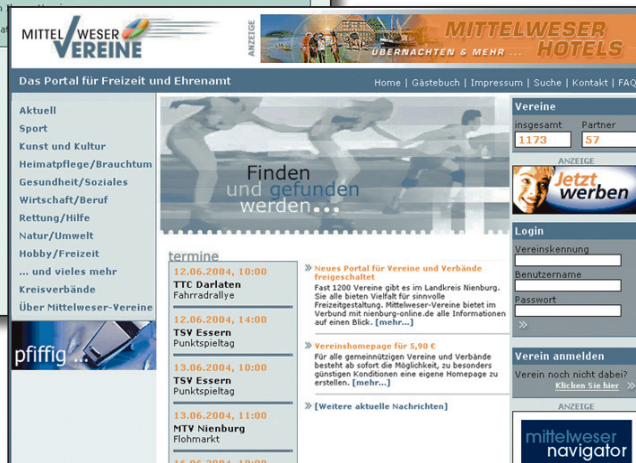 MITTEL WESER
VEREINE
ANZEIGE
MITTELWESER
HOTELS
ÜBERNACHTEN & MEHR ...
Das Portal für Freizeit und Ehrenamt
Home | Gästebuch | Impressum | Suche | Kontakt | FAQ
Aktuell
Sport
Kunst und Kultur
Heimatpflege/Brauchtum
Gesundheit/Soziales
Wirtschaft/Beruf
Rettung/Hilfe
Natur/Umwelt
Hobby/Freizeit
... und vieles mehr
Kreisverbände
Über Mittelweser-Vereine
pfiffig ...
Finden
und gefunden
werden...
termine
12.06.2004, 10:00
TTC Darlaten
Fahrradrallye
12.06.2004, 14:00
TSV Essern
Punktspieltag
13.06.2004, 10:00
TSV Essern
Punktspieltag
13.06.2004, 11:00
MTV Nienburg
Flohmarkt
» Neues Portal für Vereine und Verbände
freigeschaltet
Fast 1200 Vereine gibt es im Landkreis Nienburg.
Sie alle bieten Vielfalt für sinnvolle
Freizeitgestaltung. Mittelweser-Vereine bietet im
Verbund mit nienburg-online.de alle Informationen
auf einen Blick. [mehr...]
» Vereinshomepage für 5,90 €
Für alle gemeinnützigen Vereine und Verbände
besteht ab sofort die Möglichkeit, zu besonders
günstigen Konditionen eine eigene Homepage zu
erstellen. [mehr...]
» [Weitere aktuelle Nachrichten]
Vereine
insgesamt Partner
1173 57
ANZEIGE
Jetzt
werben
Login
Vereinskennung
Benutzername
Passwort
»
Verein anmelden
Verein noch nicht dabei?
Klicken Sie hier »
ANZEIGE
mittelweser
navigator